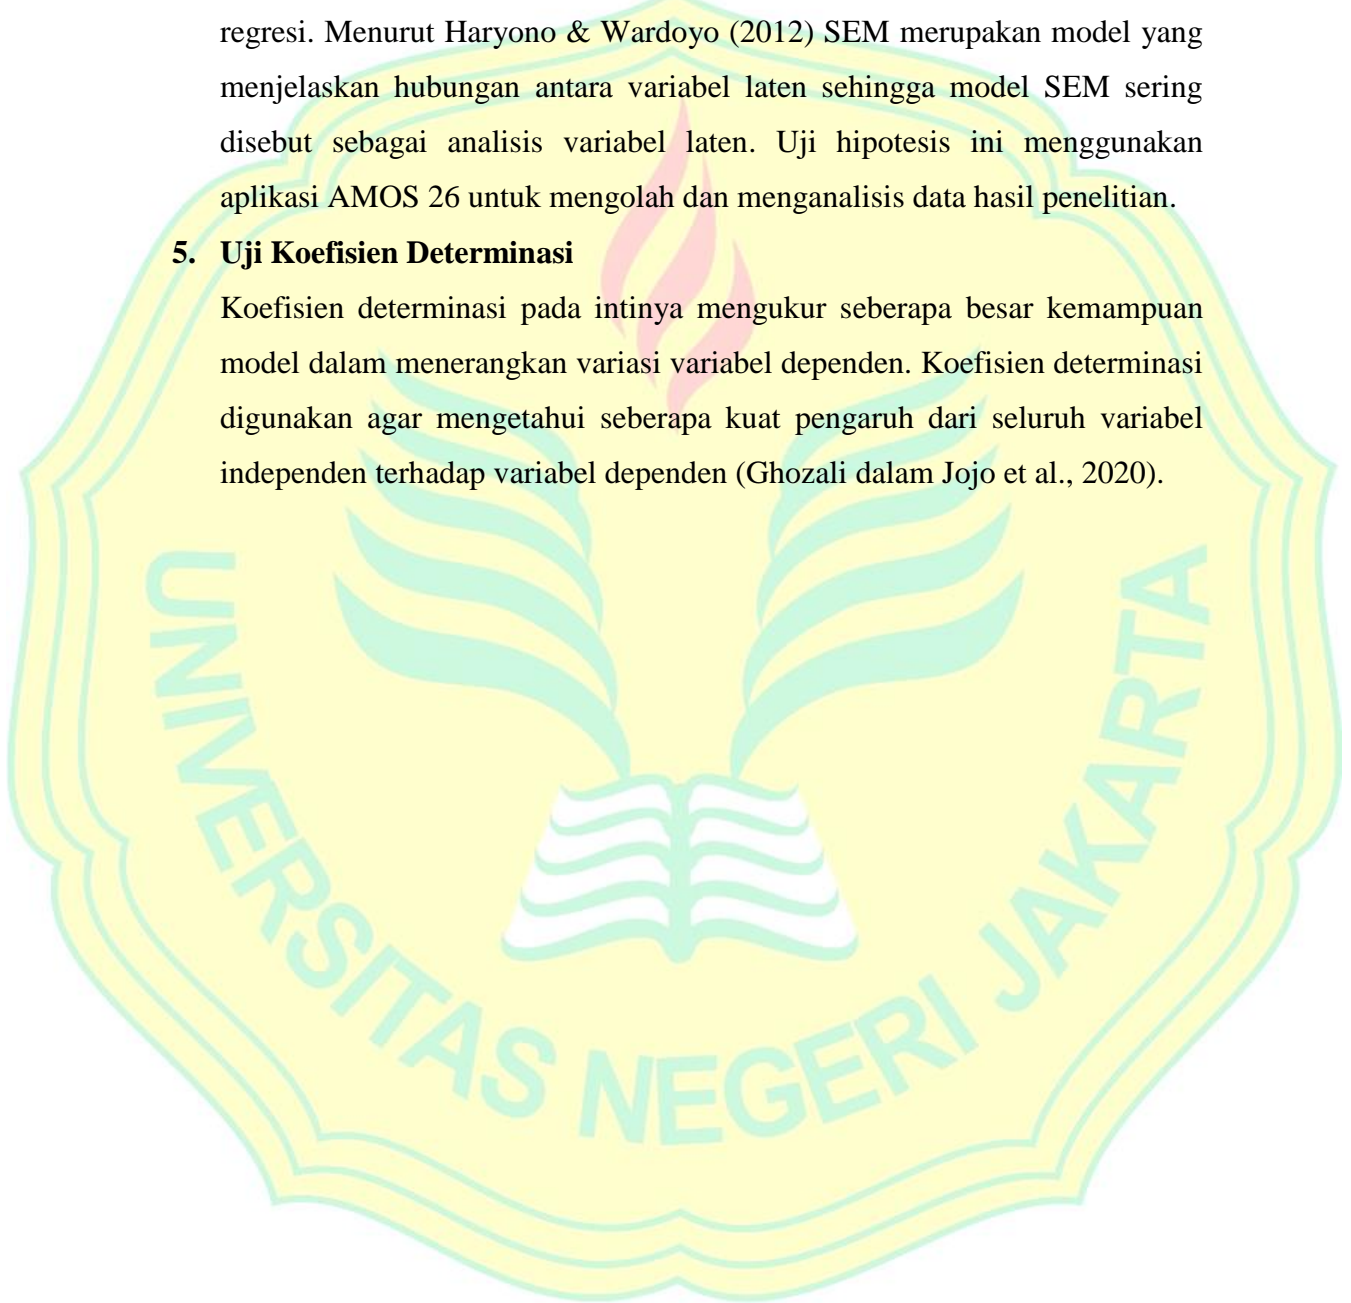 regresi. Menurut Haryono & Wardoyo (2012) SEM merupakan model yang
menjelaskan hubungan antara variabel laten sehingga model SEM sering
disebut sebagai analisis variabel laten. Uji hipotesis ini menggunakan
aplikasi AMOS 26 untuk mengolah dan menganalisis data hasil penelitian.
5. Uji Koefisien Determinasi
Koefisien determinasi pada intinya mengukur seberapa besar kemampuan
model dalam menerangkan variasi variabel dependen. Koefisien determinasi
digunakan agar mengetahui seberapa kuat pengaruh dari seluruh variabel
independen terhadap variabel dependen (Ghozali dalam Jojo et al., 2020).
UNIVERSITAS NEGERI JAKARTA